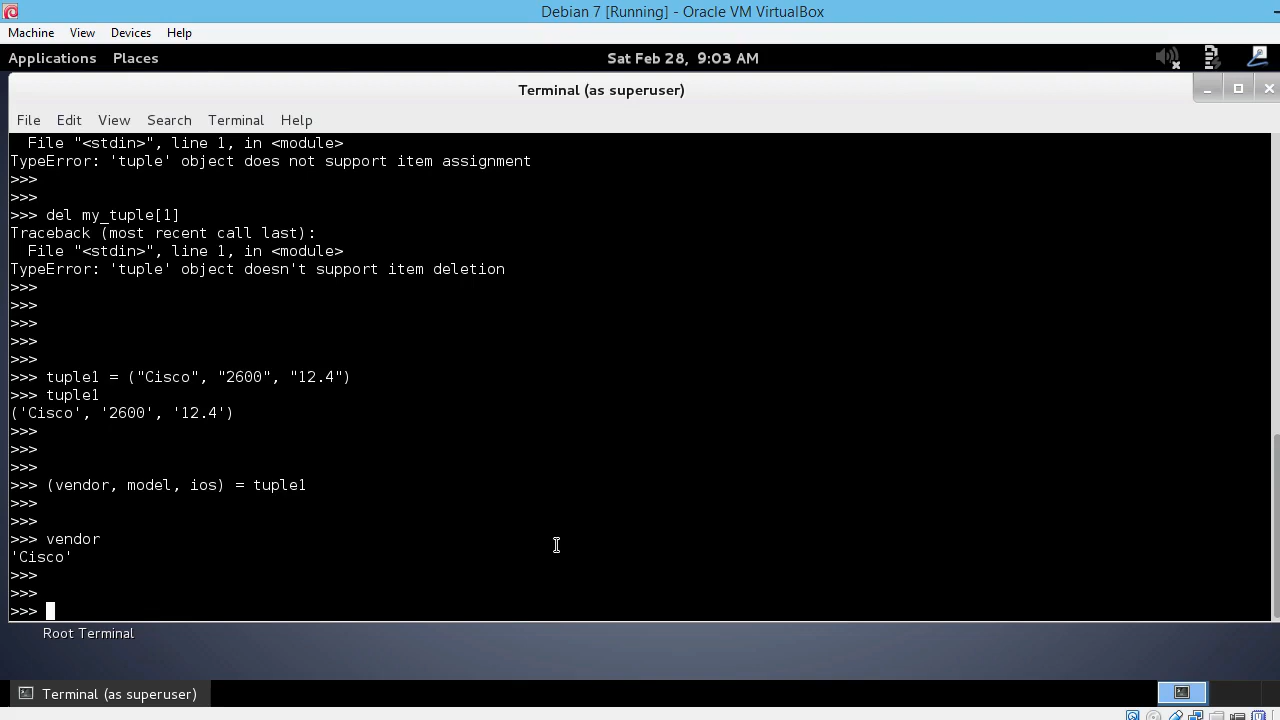 Debian 7 [Running] - Oracle VM VirtualBox
Machine View Devices Help
Applications Places Sat Feb 28, 9:03 AM
Terminal (as superuser)
File Edit View Search Terminal Help
  File "<stdin>", line 1, in <module>
TypeError: 'tuple' object does not support item assignment
>>>
>>>
>>> del my_tuple[1]
Traceback (most recent call last):
  File "<stdin>", line 1, in <module>
TypeError: 'tuple' object doesn't support item deletion
>>>
>>>
>>>
>>>
>>>
>>> tuple1 = ("Cisco", "2600", "12.4")
>>> tuple1
('Cisco', '2600', '12.4')
>>>
>>>
>>>
>>> (vendor, model, ios) = tuple1
>>>
>>>
>>> vendor
'Cisco'
>>>
>>>
>>>
Root Terminal
Terminal (as superuser)